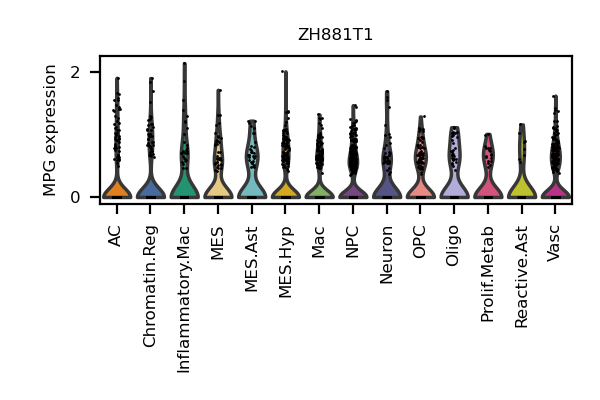 ZH881T1
MPG expression
2
0
AC
Chromatin.Reg
Inflammatory.Mac
MES
MES.Ast
MES.Hyp
Mac
NPC
Neuron
OPC
Oligo
Prolif.Metab
Reactive.Ast
Vasc